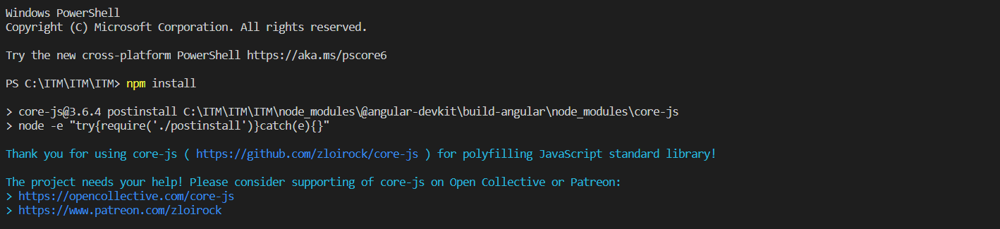 Windows PowerShell
Copyright (C) Microsoft Corporation. All rights reserved.
Try the new cross-platform PowerShell https://aka.ms/pscore6
PS C:\ITM\ITM\ITM> npm install
> core-js@3.6.4 postinstall C:\ITM\ITM\ITM\node_modules\@angular-devkit\build-angular\node_modules\core-js
> node -e "try{require('./postinstall')}catch(e){}"
Thank you for using core-js ( https://github.com/zloirock/core-js ) for polyfilling JavaScript standard library!
The project needs your help! Please consider supporting of core-js on Open Collective or Patreon:
> https://opencollective.com/core-js
> https://www.patreon.com/zloirock